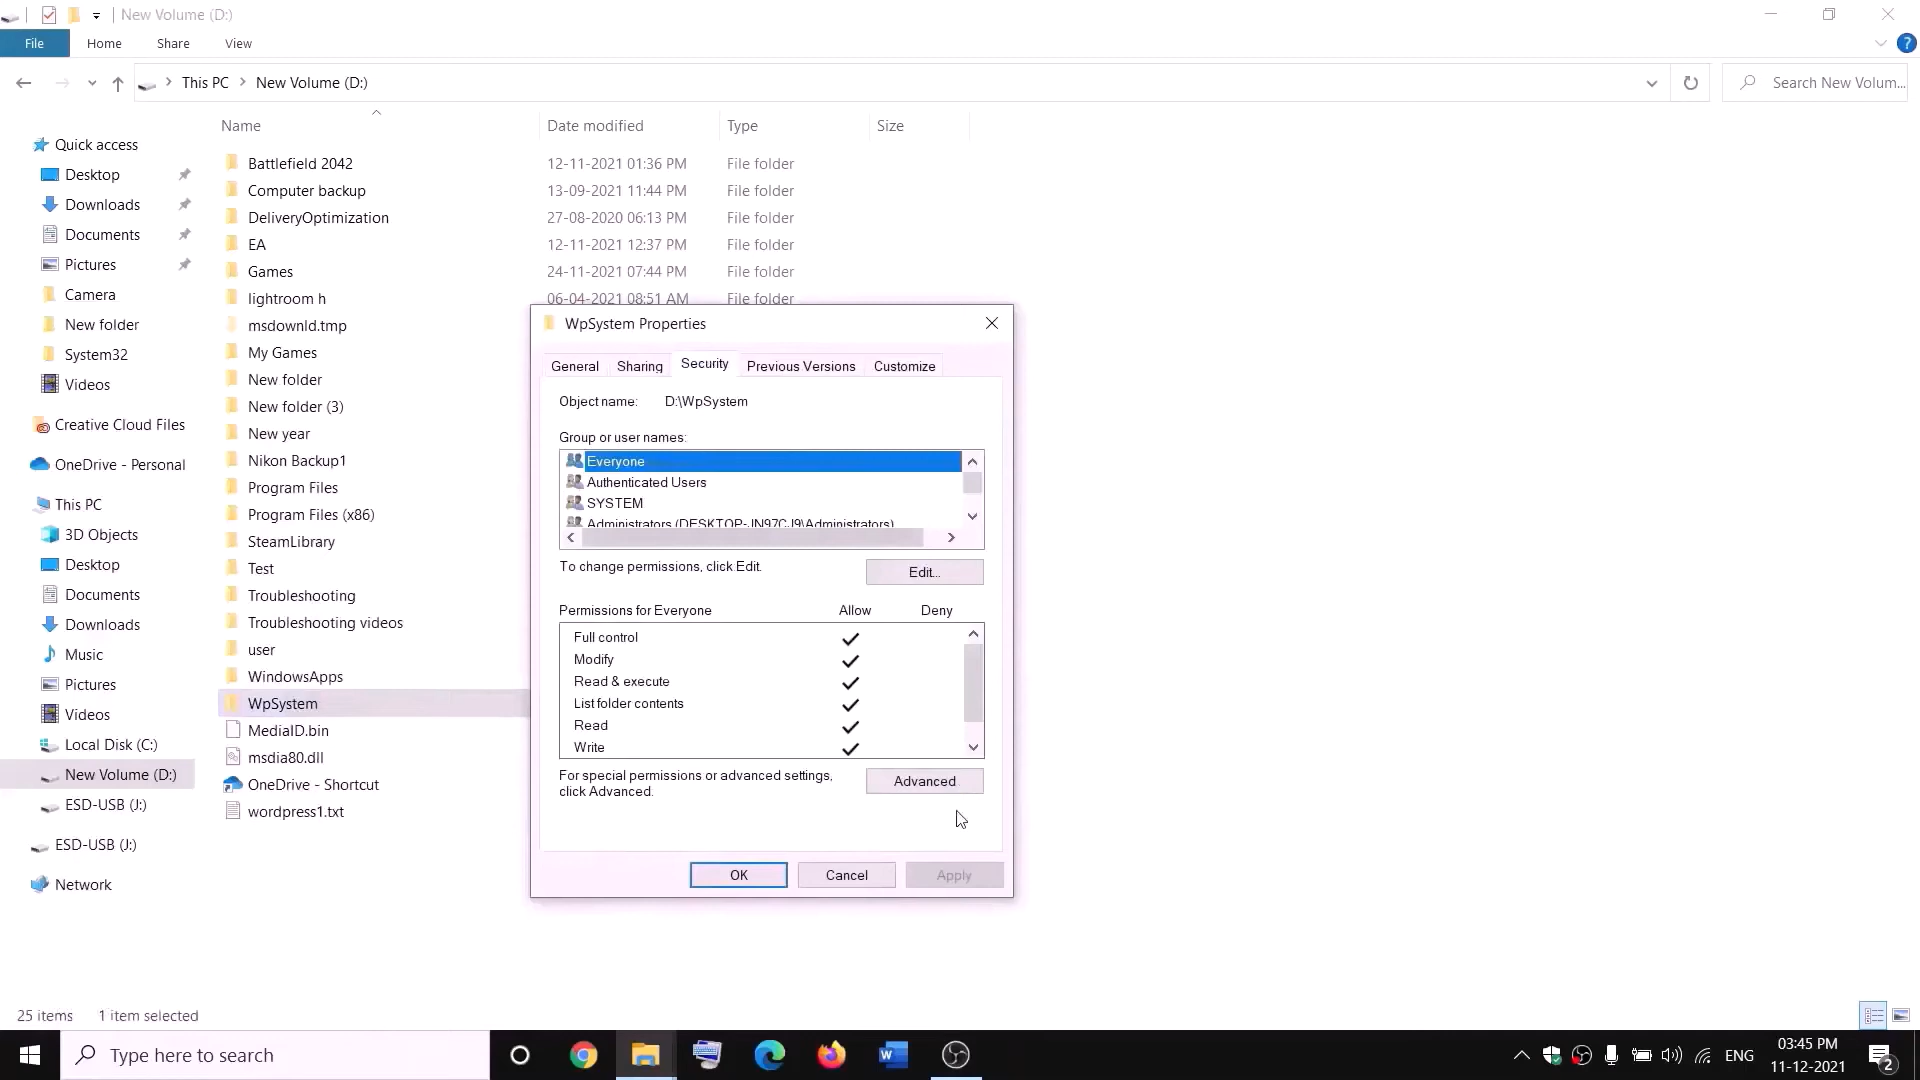 New Volume (D:)
File
Home
Share
View
This PC
New Volume (D:)
Search New Volum...
Name
Date modified
Type
Size
Quick access
Desktop
Downloads
Documents
Pictures
Camera
New folder
System32
Videos
Creative Cloud Files
OneDrive - Personal
This PC
3D Objects
Desktop
Documents
Downloads
Music
Pictures
Videos
Local Disk (C:)
New Volume (D:)
ESD-USB (J:)
ESD-USB (J:)
Network
Battlefield 2042 12-11-2021 01:36 PM File folder
Computer backup 13-09-2021 11:44 PM File folder
DeliveryOptimization 27-08-2020 06:13 PM File folder
EA 12-11-2021 12:37 PM File folder
Games 24-11-2021 07:44 PM File folder
lightroom h 06-04-2021 08:51 AM File folder
msdownld.tmp
My Games
New folder
New folder (3)
New year
Nikon Backup1
Program Files
Program Files (x86)
SteamLibrary
Test
Troubleshooting
Troubleshooting videos
user
WindowsApps
WpSystem
MediaID.bin
msdia80.dll
OneDrive - Shortcut
wordpress1.txt
WpSystem Properties
General
Sharing
Security
Previous Versions
Customize
Object name: D:\WpSystem
Group or user names:
Everyone
Authenticated Users
SYSTEM
Administrators (DESKTOP-JN97CJ9\Administrators)
To change permissions, click Edit.
Edit...
Permissions for Everyone Allow Deny
Full control
Modify
Read & execute
List folder contents
Read
Write
For special permissions or advanced settings,
click Advanced.
Advanced
OK
Cancel
Apply
25 items 1 item selected
Type here to search
ENG
03:45 PM
11-12-2021
2